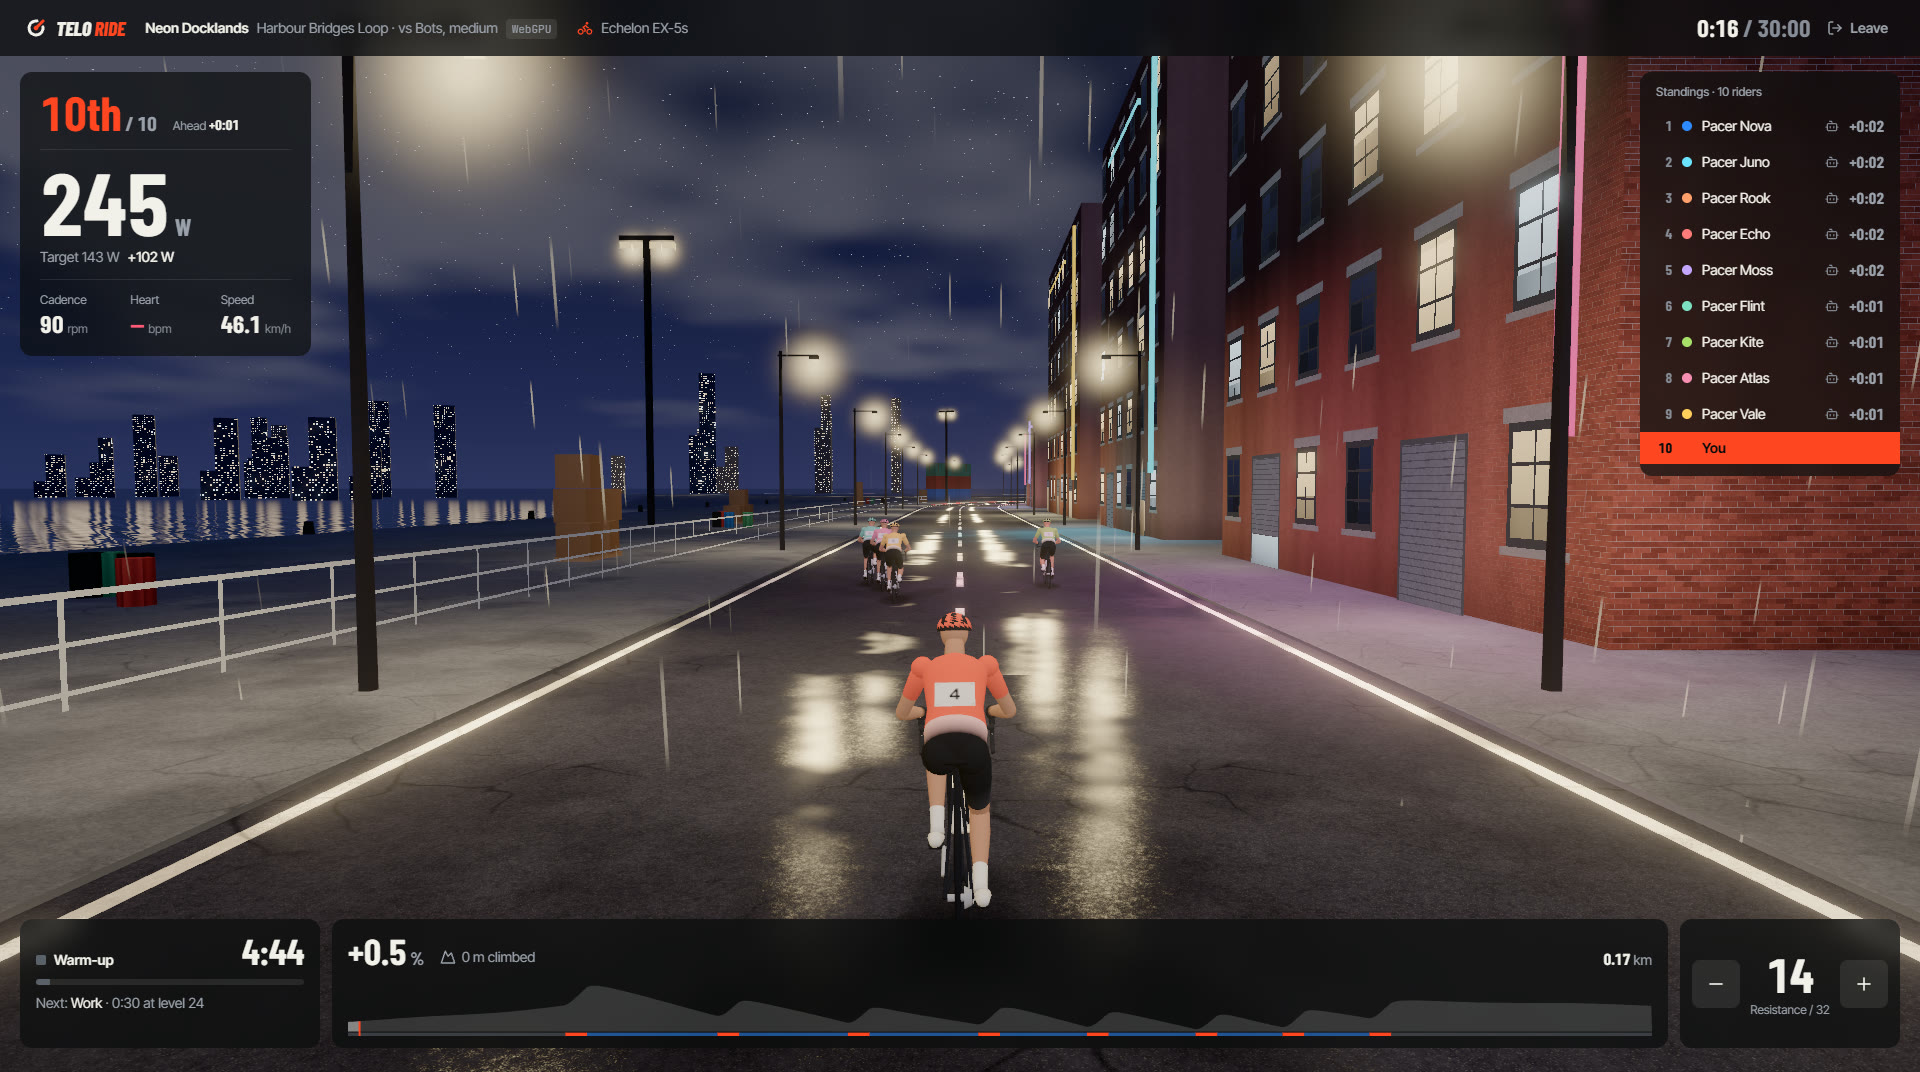 TELO RIDE Neon Docklands Harbour Bridges Loop · vs Bots, medium WebGPU Echelon EX-5s 0:16 / 30:00 Leave
10th / 10 Ahead +0:01
245 W
Target 143 W +102 W
Cadence Heart Speed
90 rpm – bpm 46.1 km/h
Standings · 10 riders
1 Pacer Nova +0:02
2 Pacer Juno +0:02
3 Pacer Rook +0:02
4 Pacer Echo +0:02
5 Pacer Moss +0:02
6 Pacer Flint +0:01
7 Pacer Kite +0:01
8 Pacer Atlas +0:01
9 Pacer Vale +0:01
10 You
4
Warm-up 4:44
Next: Work · 0:30 at level 24
+0.5 % 0 m climbed 0.17 km
− 14 +
Resistance / 32